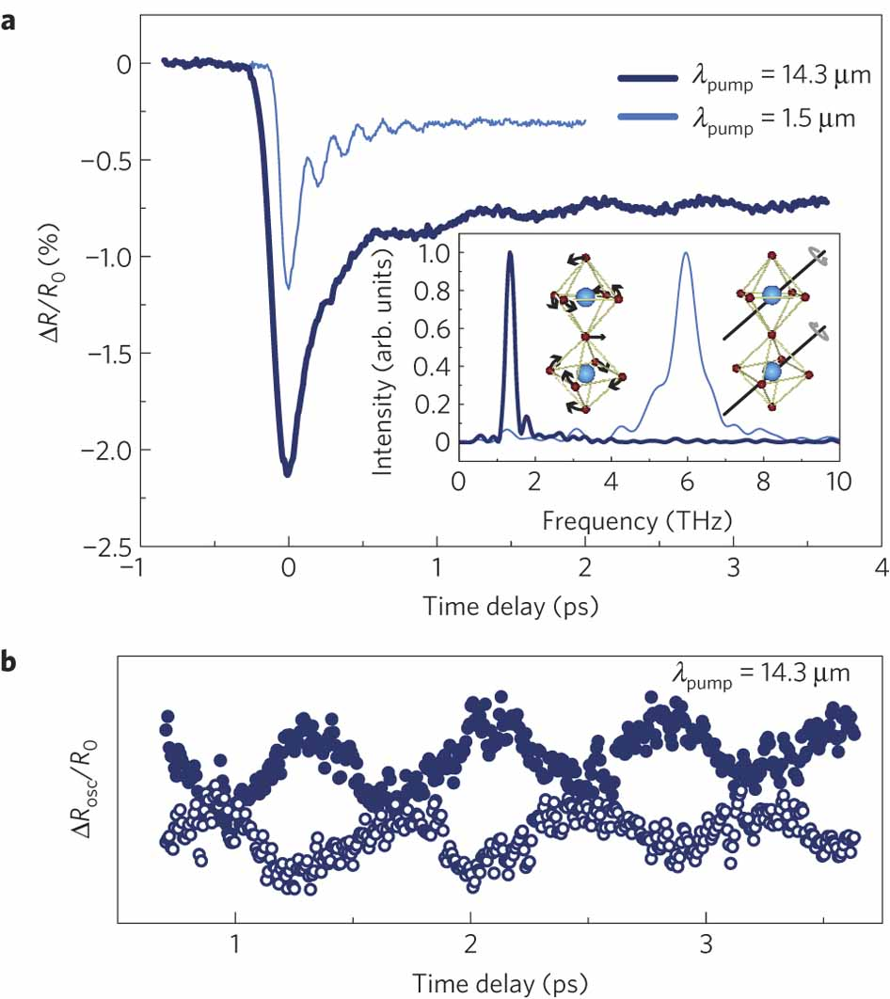 a
0
−0.5
−1.0
−1.5
−2.0
−2.5
ΔR/R0 (%)
λpump = 14.3 μm
λpump = 1.5 μm
1.0
0.8
0.6
0.4
0.2
0
Intensity (arb. units)
0 2 4 6 8 10
Frequency (THz)
−1 0 1 2 3 4
Time delay (ps)
b
λpump = 14.3 μm
ΔRosc/R0
1 2 3
Time delay (ps)